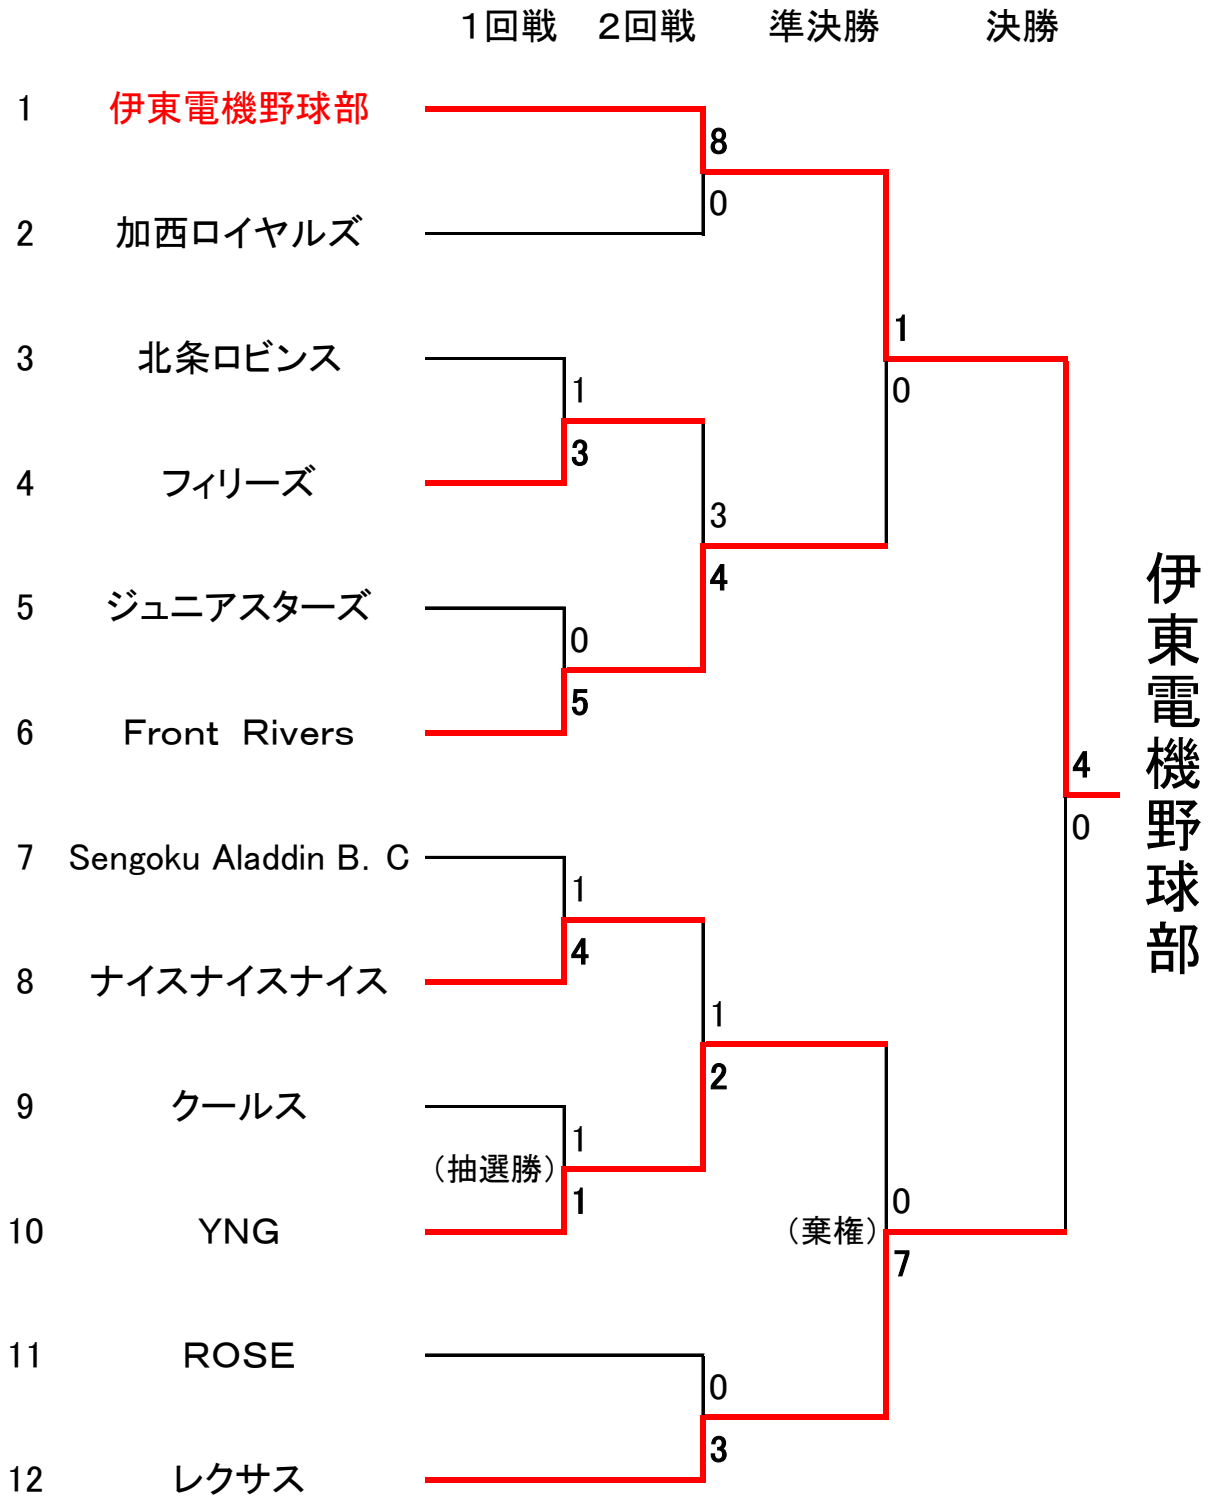 １回戦 ２回戦 準決勝 決勝
1 伊東電機野球部
8
0
2 加西ロイヤルズ
3 北条ロビンス
1
0
1
3
4 フィリーズ
3
4
5 ジュニアスターズ
0
5
6 Front Rivers
伊東電機野球部
4
0
7 Sengoku Aladdin B. C
1
4
8 ナイスナイスナイス
1
2
9 クールス
1
（抽選勝）
1
10 YNG
0
（棄権）
7
11 ROSE
0
3
12 レクサス